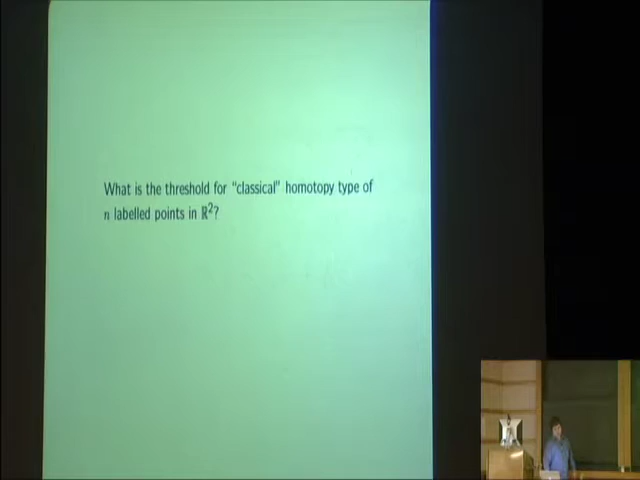 What is the threshold for "classical" homotopy type of
n labelled points in ℝ²?